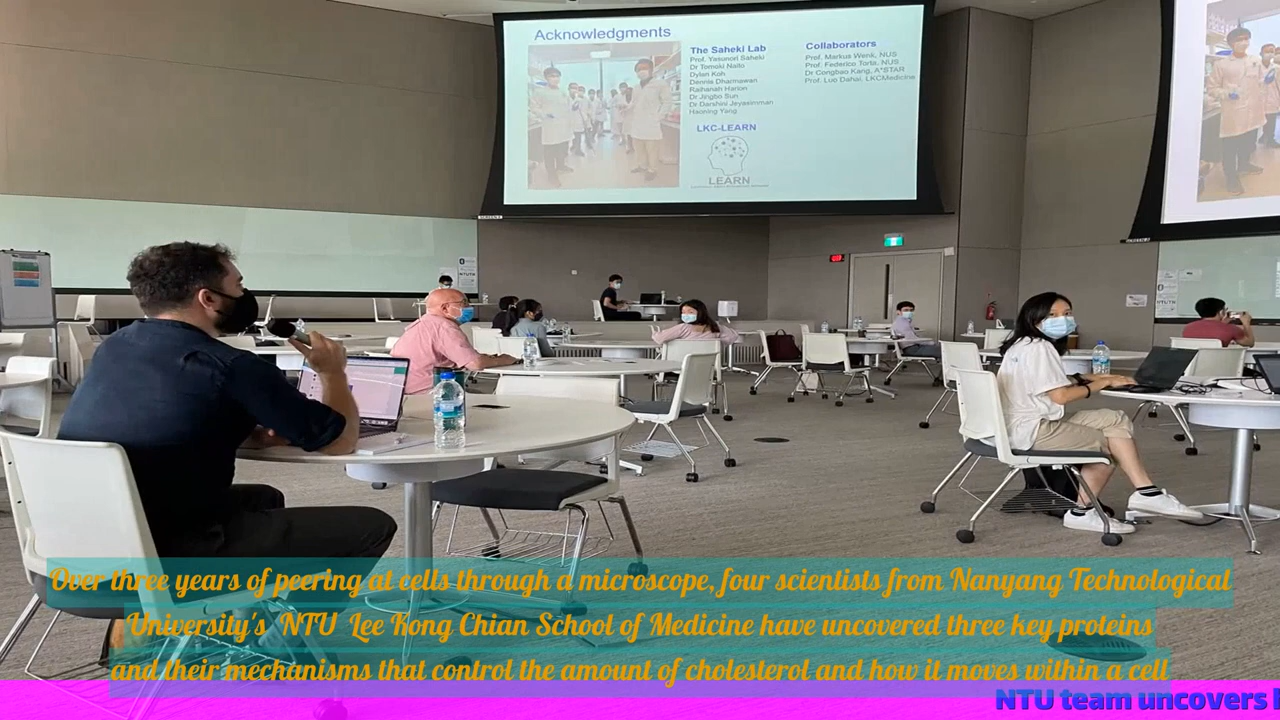 Acknowledgments
The Saheki Lab
Prof. Yasunori Saheki
Dr Tomoki Naito
Dylan Koh
Dennis Dharmawan
Raihanah Harion
Dr Jingbo Sun
Dr Darshini Jeyasimman
Haoning Yang
LKC-LEARN
LEARN
Collaborators
Prof. Markus Wenk, NUS
Prof. Federico Torta, NUS
Dr Congbao Kang, A*STAR
Prof. Luo Dahai, LKCMedicine
Over three years of peering at cells through a microscope, four scientists from Nanyang Technological
University's NTU Lee Kong Chian School of Medicine have uncovered three key proteins
and their mechanisms that control the amount of cholesterol and how it moves within a cell
NTU team uncovers